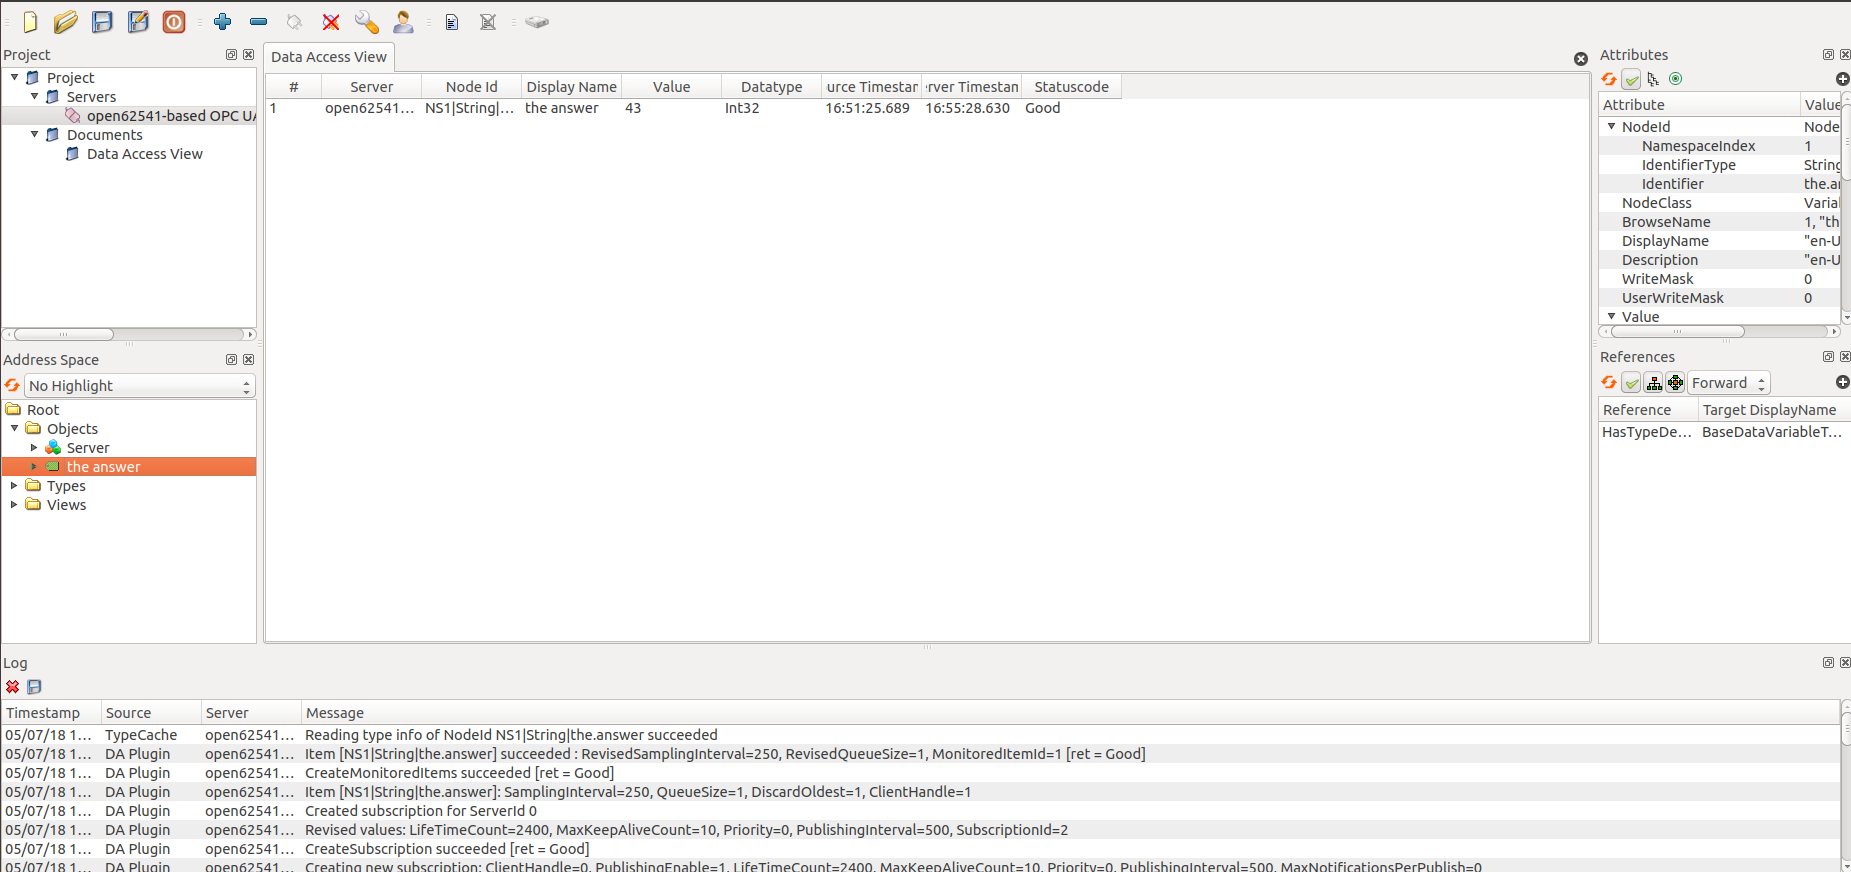 Project
Project
Servers
open62541-based OPC UA
Documents
Data Access View
Address Space
No Highlight
Root
Objects
Server
the answer
Types
Views
Data Access View
# Server Node Id Display Name Value Datatype urce Timestam rver Timestam Statuscode
1 open62541... NS1|String|... the answer 43 Int32 16:51:25.689 16:55:28.630 Good
Attributes
Attribute Value
NodeId Node
NamespaceIndex 1
IdentifierType String
Identifier the.an
NodeClass Variab
BrowseName 1, "th
DisplayName "en-U
Description "en-U
WriteMask 0
UserWriteMask 0
Value
References
Forward
Reference Target DisplayName
HasTypeDe... BaseDataVariableT...
Log
Timestamp Source Server Message
05/07/18 1... TypeCache open62541... Reading type info of NodeId NS1|String|the.answer succeeded
05/07/18 1... DA Plugin open62541... Item [NS1|String|the.answer] succeeded : RevisedSamplingInterval=250, RevisedQueueSize=1, MonitoredItemId=1 [ret = Good]
05/07/18 1... DA Plugin open62541... CreateMonitoredItems succeeded [ret = Good]
05/07/18 1... DA Plugin open62541... Item [NS1|String|the.answer]: SamplingInterval=250, QueueSize=1, DiscardOldest=1, ClientHandle=1
05/07/18 1... DA Plugin open62541... Created subscription for ServerId 0
05/07/18 1... DA Plugin open62541... Revised values: LifeTimeCount=2400, MaxKeepAliveCount=10, Priority=0, PublishingInterval=500, SubscriptionId=2
05/07/18 1... DA Plugin open62541... CreateSubscription succeeded [ret = Good]
05/07/18 1... DA Plugin open62541... Creating new subscription: ClientHandle=0, PublishingEnable=1, LifeTimeCount=2400, MaxKeepAliveCount=10, Priority=0, PublishingInterval=500, MaxNotificationsPerPublish=0